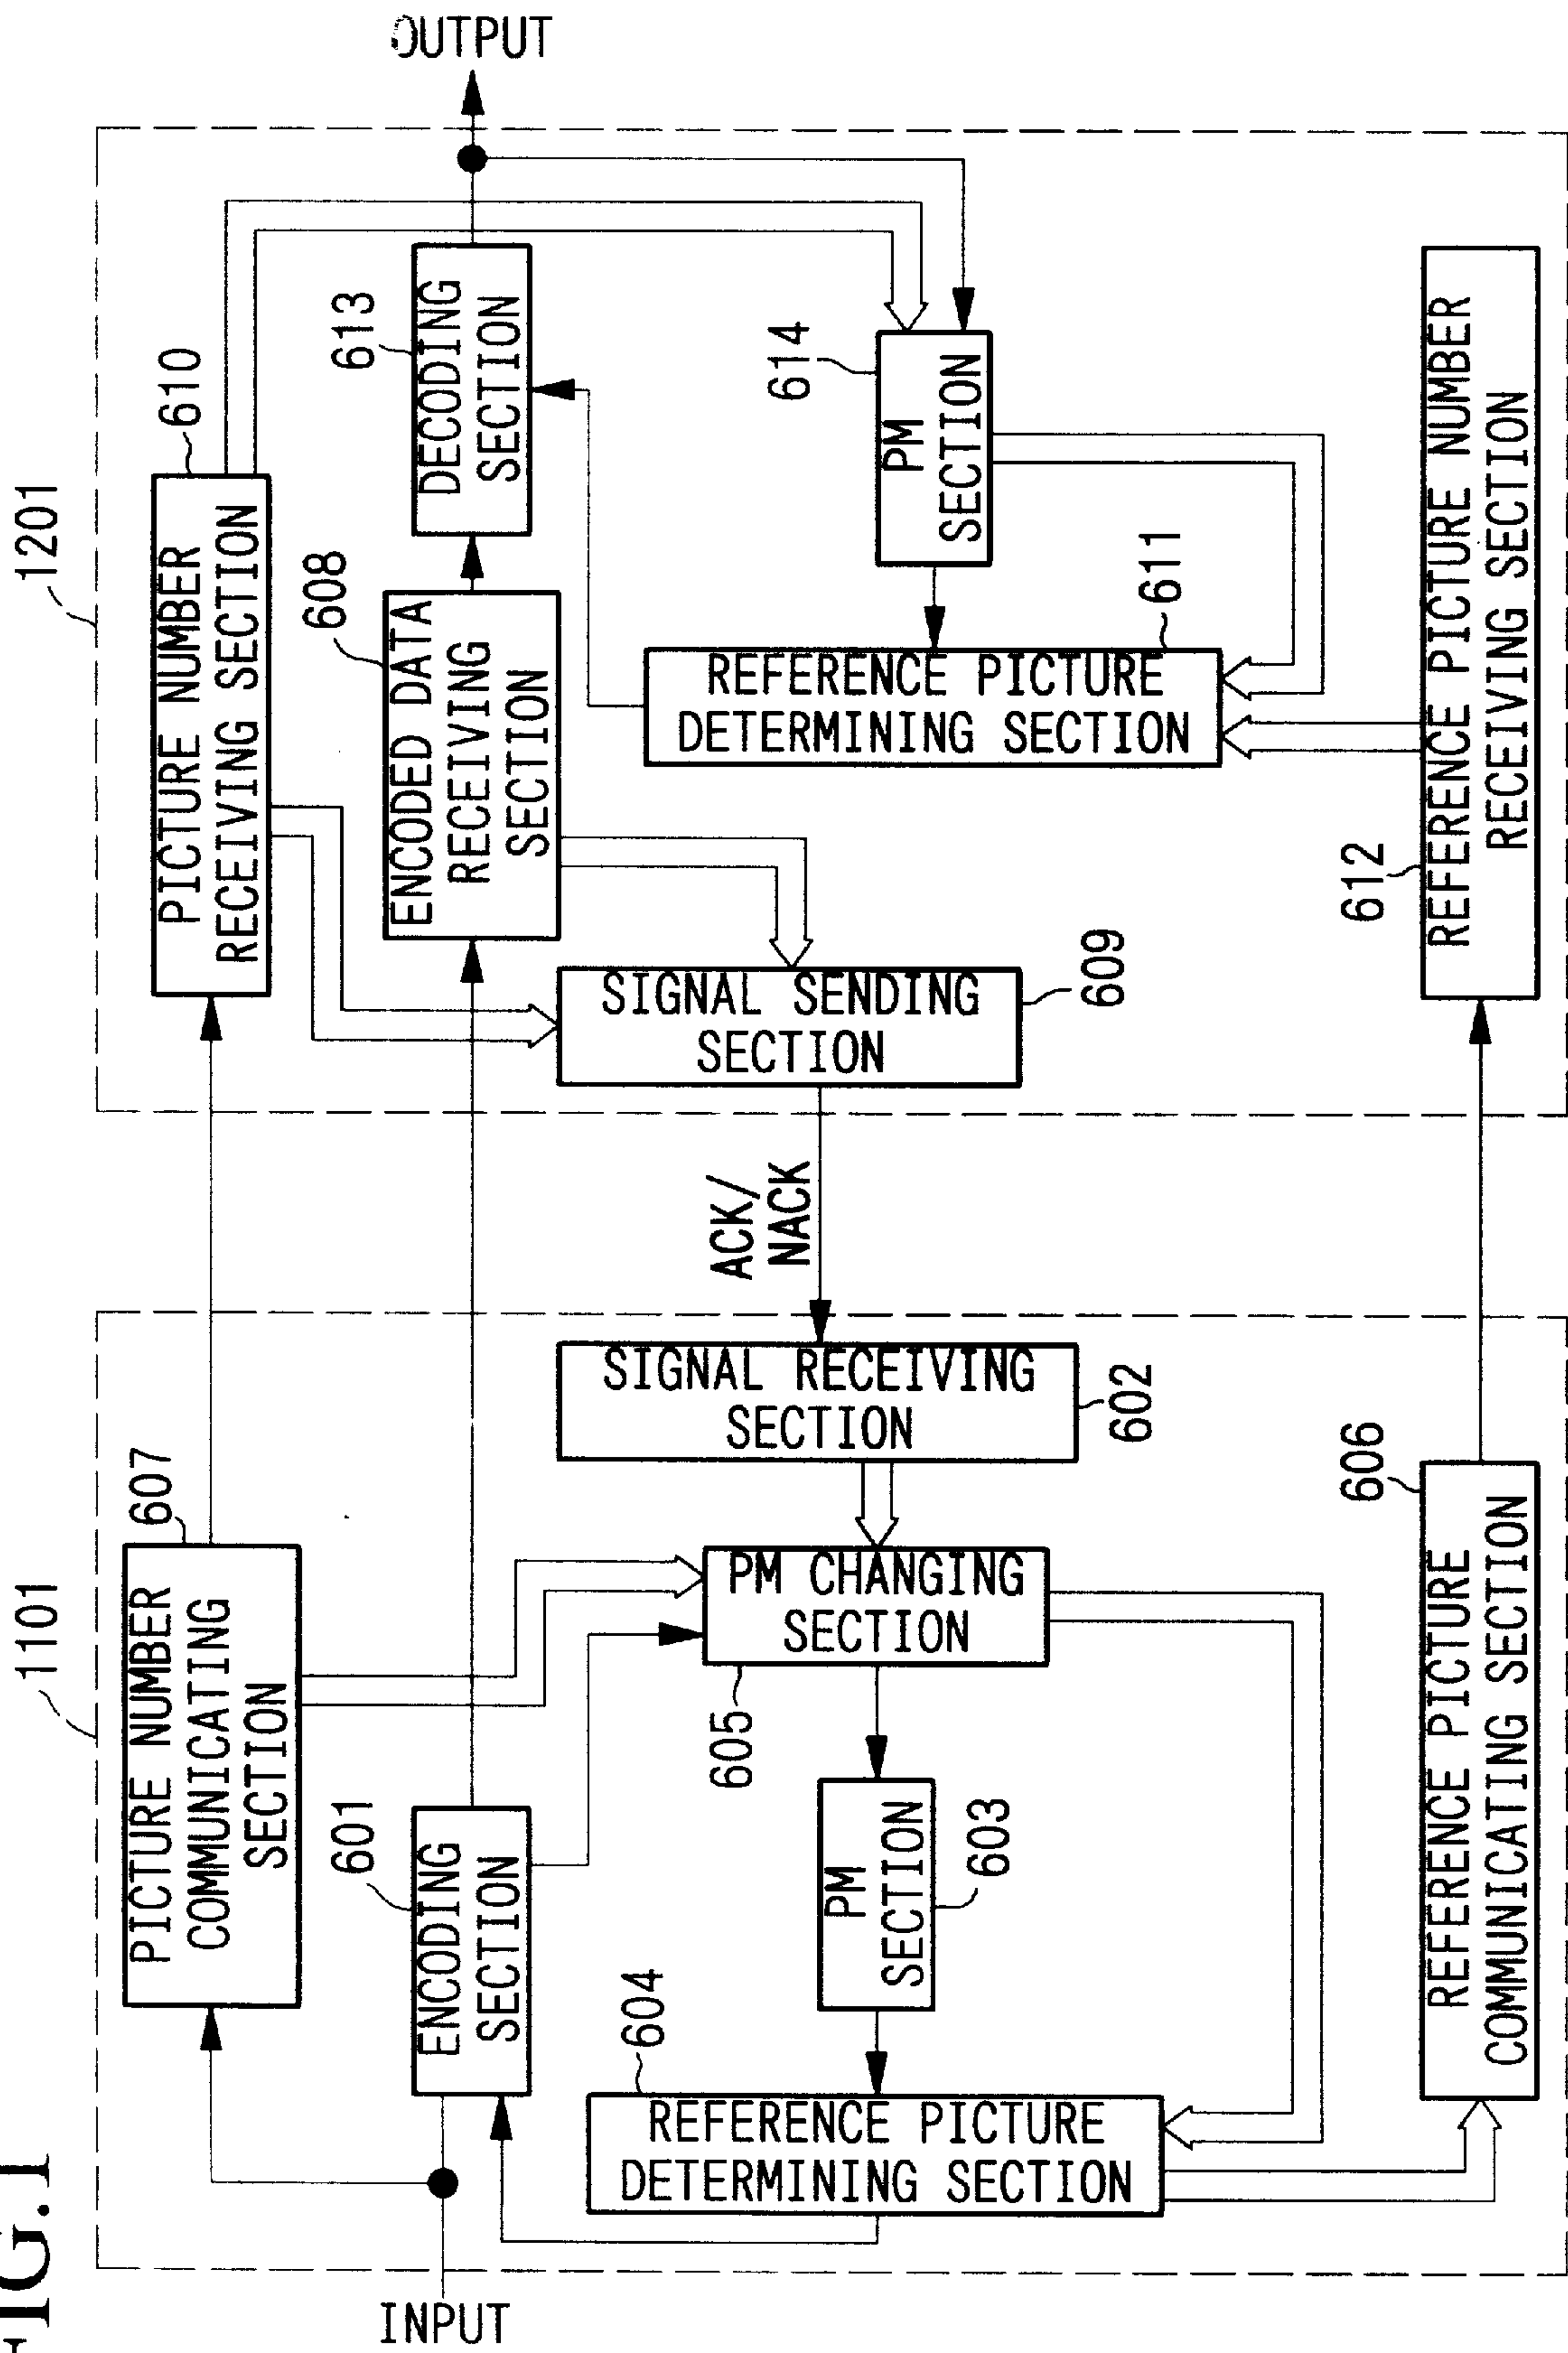 FIG.1
1101
1201
INPUT
OUTPUT
PICTURE NUMBER
COMMUNICATING
SECTION
607
ENCODING
SECTION
601
REFERENCE PICTURE
DETERMINING SECTION
604
PM
SECTION
603
PM CHANGING
SECTION
605
SIGNAL RECEIVING
SECTION
602
REFERENCE PICTURE
COMMUNICATING SECTION
606
ACK/
NACK
PICTURE NUMBER
RECEIVING SECTION
610
ENCODED DATA
RECEIVING
SECTION
608
DECODING
SECTION
613
SIGNAL SENDING
SECTION
609
REFERENCE PICTURE
DETERMINING SECTION
611
PM
SECTION
614
REFERENCE PICTURE NUMBER
RECEIVING SECTION
612